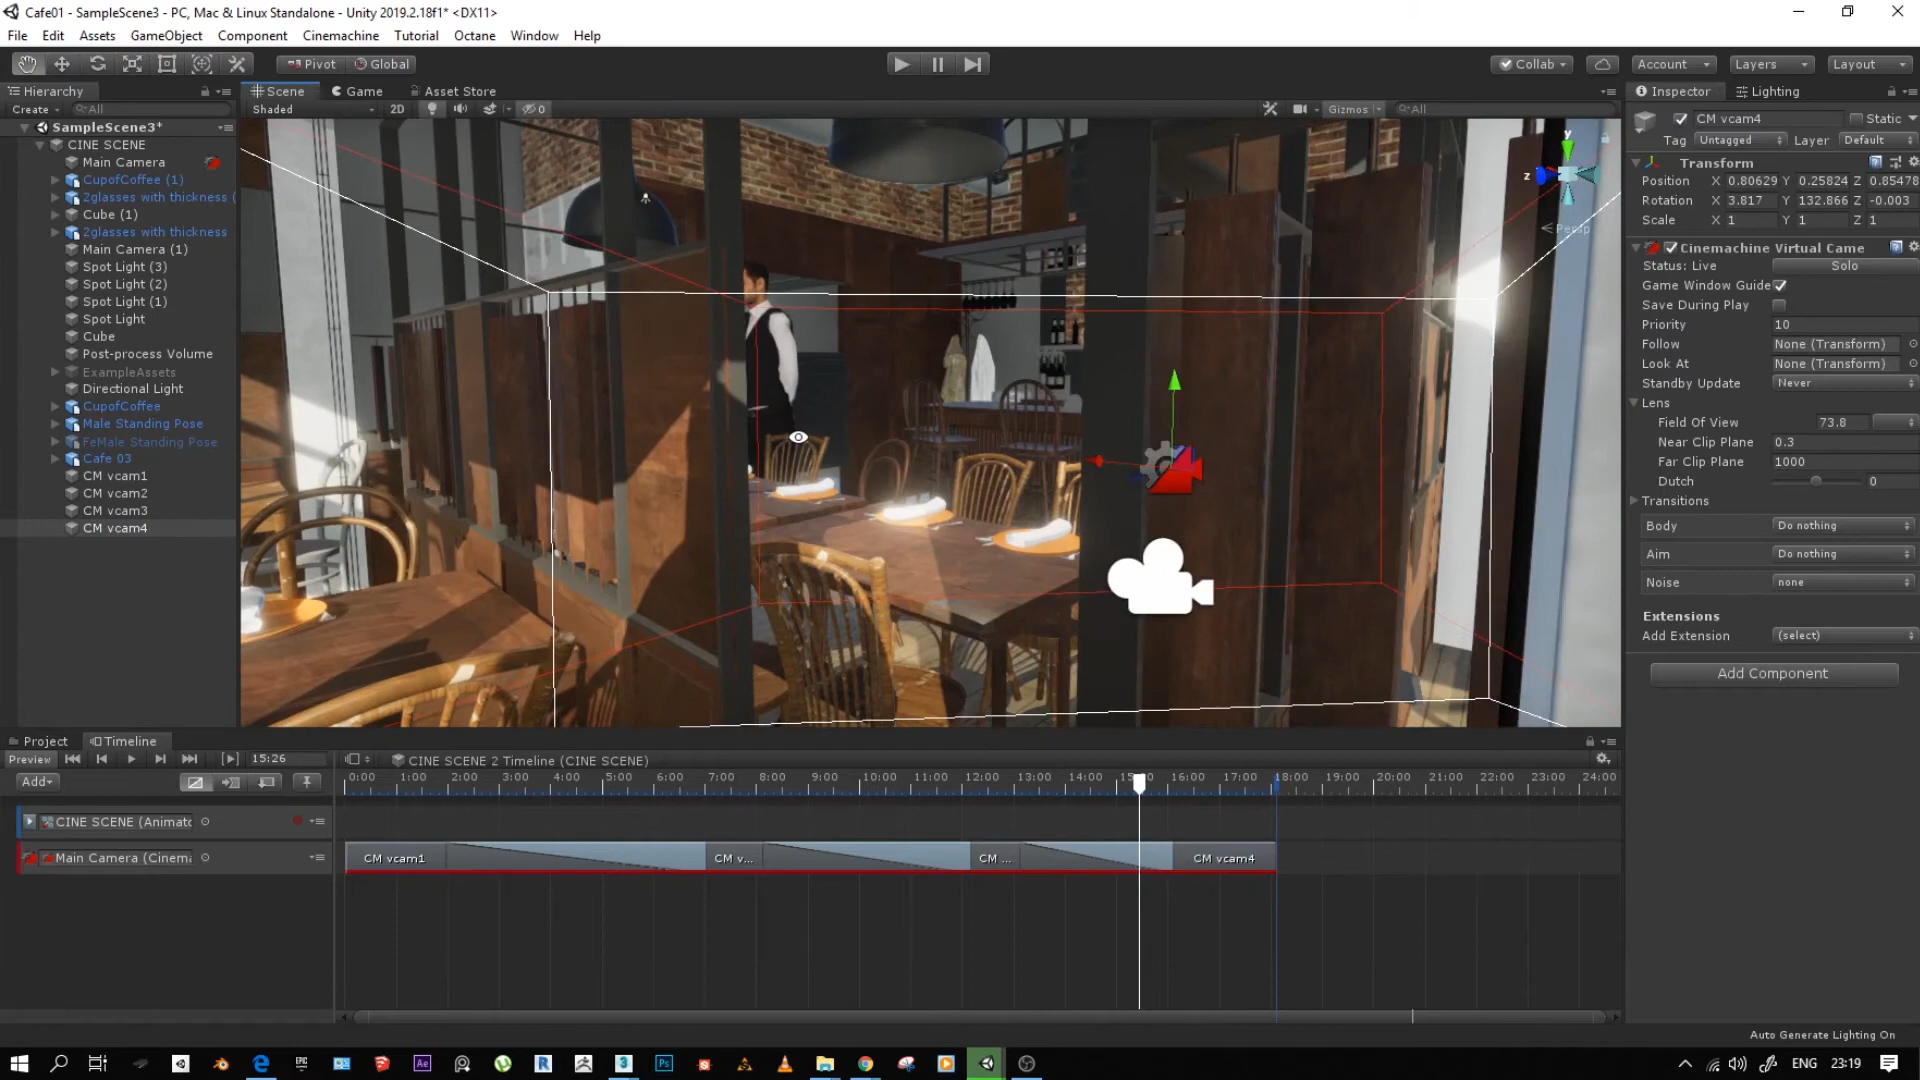 Cafe01 - SampleScene3 - PC, Mac & Linux Standalone - Unity 2019.2.18f1* <DX11>
File Edit Assets GameObject Component Cinemachine Tutorial Octane Window Help
Pivot Global Collab Account Layers Layout
Hierarchy
Create All
SampleScene3*
CINE SCENE
Main Camera
CupofCoffee (1)
2glasses with thickness (
Cube (1)
2glasses with thickness
Main Camera (1)
Spot Light (3)
Spot Light (2)
Spot Light (1)
Spot Light
Cube
Post-process Volume
ExampleAssets
Directional Light
CupofCoffee
Male Standing Pose
FeMale Standing Pose
Cafe 03
CM vcam1
CM vcam2
CM vcam3
CM vcam4
Scene Game Asset Store
Shaded 2D 0 Gizmos All
y
z
Persp
Inspector Lighting
CM vcam4 Static
Tag Untagged Layer Default
Transform
Position X 0.80629 Y 0.25824 Z 0.85478
Rotation X 3.817 Y 132.866 Z -0.003
Scale X 1 Y 1 Z 1
Cinemachine Virtual Came
Status: Live Solo
Game Window Guide
Save During Play
Priority 10
Follow None (Transform)
Look At None (Transform)
Standby Update Never
Lens
Field Of View 73.8
Near Clip Plane 0.3
Far Clip Plane 1000
Dutch 0
Transitions
Body Do nothing
Aim Do nothing
Noise none
Extensions
Add Extension (select)
Add Component
Project Timeline
Preview 15:26 CINE SCENE 2 Timeline (CINE SCENE)
Add
0:00 1:00 2:00 3:00 4:00 5:00 6:00 7:00 8:00 9:00 10:00 11:00 12:00 13:00 14:00 16:00 17:00 18:00 19:00 20:00 21:00 22:00 23:00 24:00
CINE SCENE (Animato
Main Camera (Cinema CM vcam1 CM v... CM ... CM vcam4
Auto Generate Lighting On
EPIC Ae R 3 Ps ENG 23:19